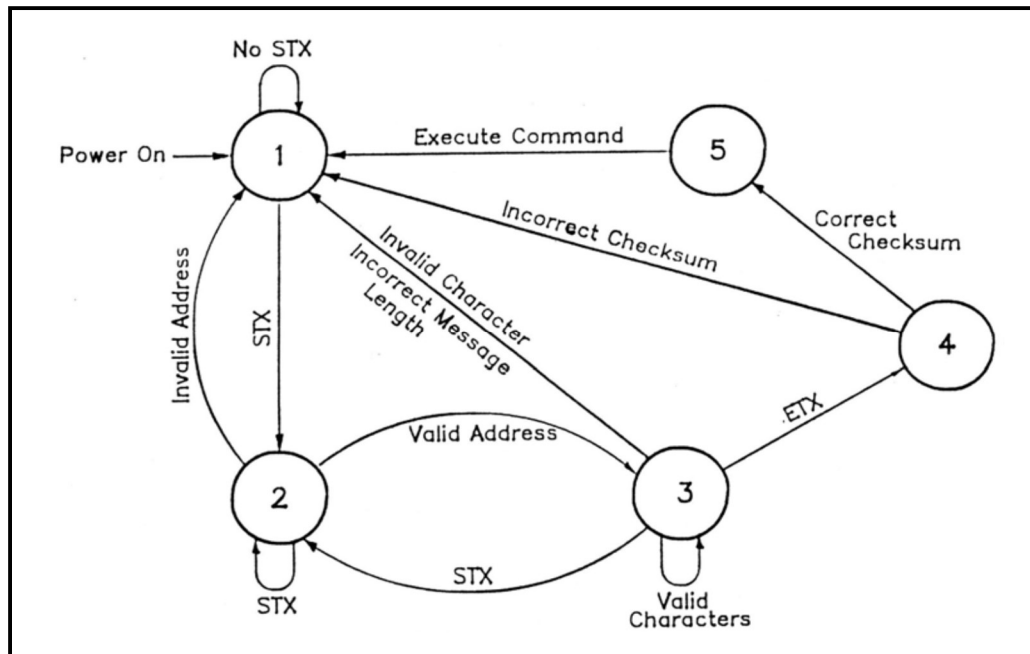 No STX
Power On
1
Execute Command
5
Incorrect Checksum
Correct
Checksum
Invalid Character
Incorrect Message
Length
Invalid Address
STX
4
ETX
Valid Address
2
3
STX
STX
Valid
Characters